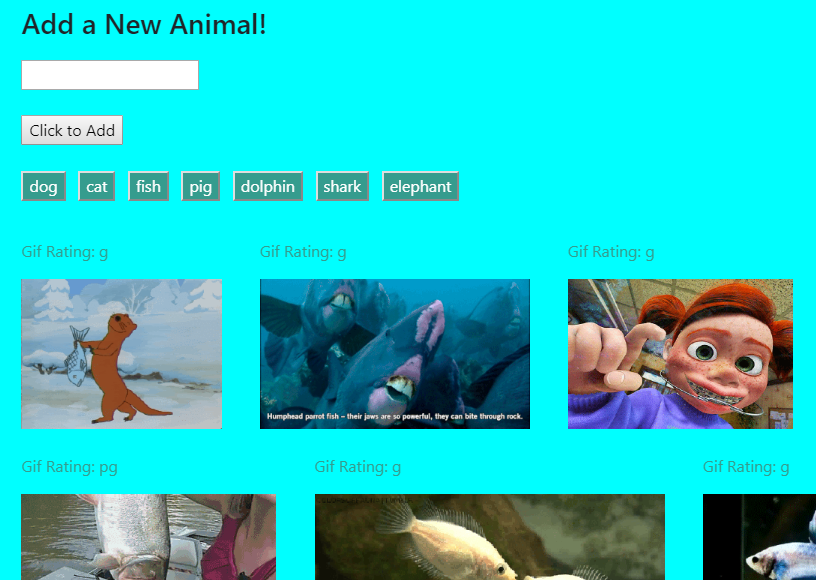 Add a New Animal!
Click to Add
dog cat fish pig dolphin shark elephant
Gif Rating: g Gif Rating: g Gif Rating: g
Humphead parrot fish – their jaws are so powerful, they can bite through rock.
Gif Rating: pg Gif Rating: g Gif Rating: g